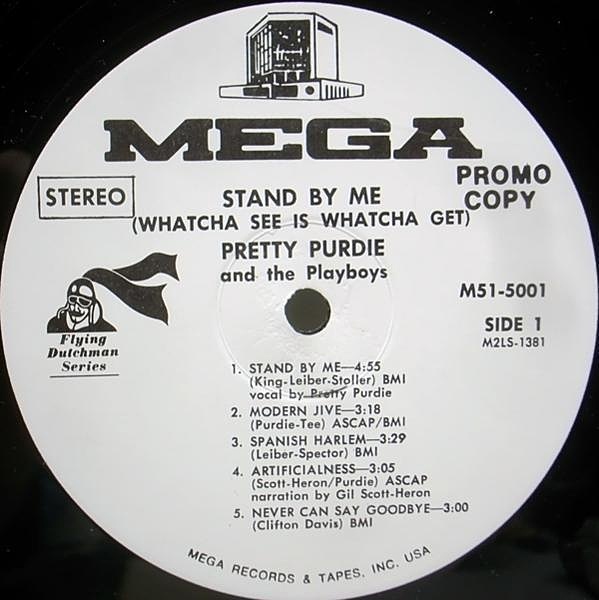 MEGA
PROMO
COPY
STEREO
STAND BY ME
(WHATCHA SEE IS WHATCHA GET)
PRETTY PURDIE
and the Playboys
Flying
Dutchman
Series
M51-5001
SIDE 1
M2LS-1381
1. STAND BY ME—4:55
(King-Leiber-Stoller) BMI
vocal by Pretty Purdie
2. MODERN JIVE—3:18
(Purdie-Tee) ASCAP/BMI
3. SPANISH HARLEM—3:29
(Leiber-Spector) BMI
4. ARTIFICIALNESS—3:05
(Scott-Heron/Purdie) ASCAP
narration by Gil Scott-Heron
5. NEVER CAN SAY GOODBYE—3:00
(Clifton Davis) BMI
MEGA RECORDS & TAPES, INC. USA